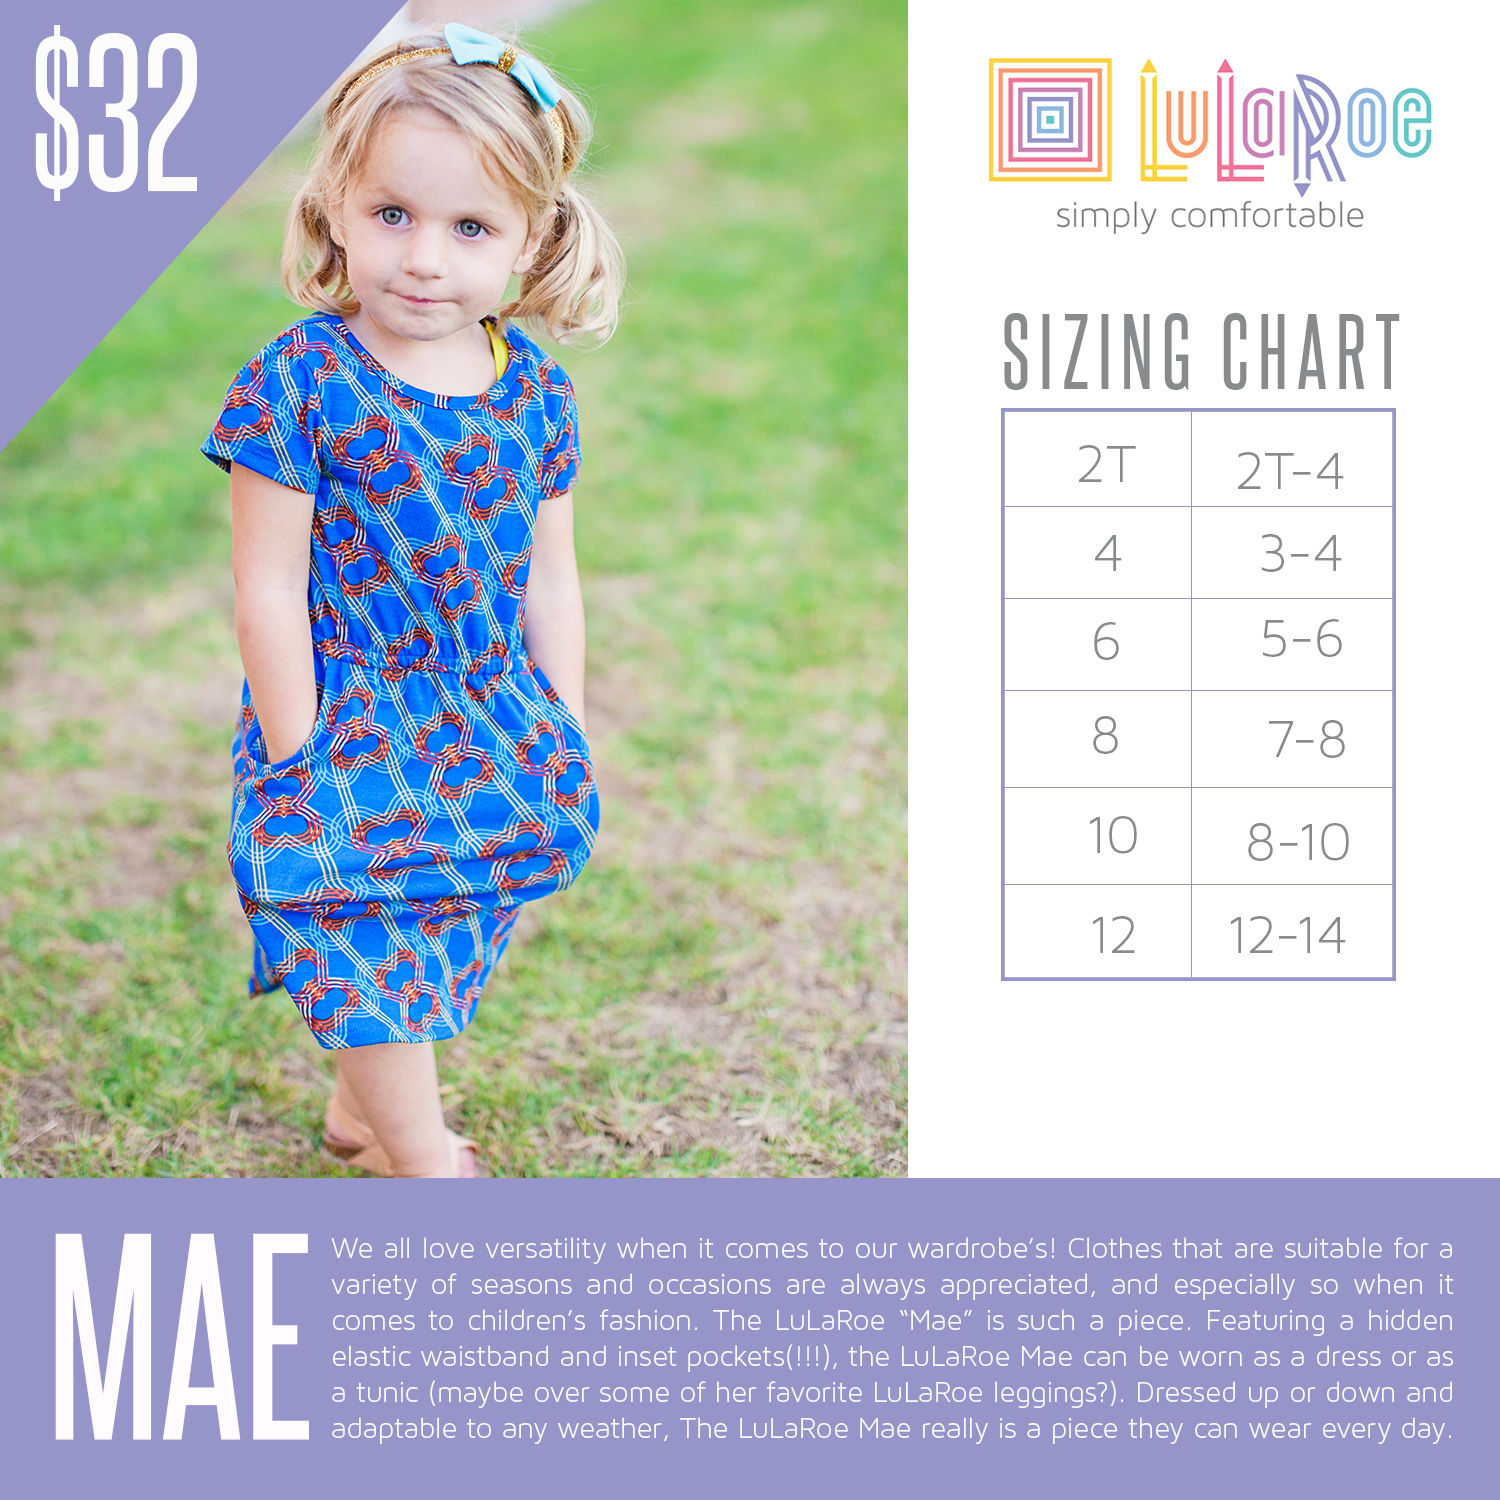 $32
LuLaRoe
simply comfortable
SIZING CHART
2T 2T-4
4 3-4
6 5-6
8 7-8
10 8-10
12 12-14
MAE
We all love versatility when it comes to our wardrobe’s! Clothes that are suitable for a
variety of seasons and occasions are always appreciated, and especially so when it
comes to children’s fashion. The LuLaRoe “Mae” is such a piece. Featuring a hidden
elastic waistband and inset pockets(!!!), the LuLaRoe Mae can be worn as a dress or as
a tunic (maybe over some of her favorite LuLaRoe leggings?). Dressed up or down and
adaptable to any weather, The LuLaRoe Mae really is a piece they can wear every day.